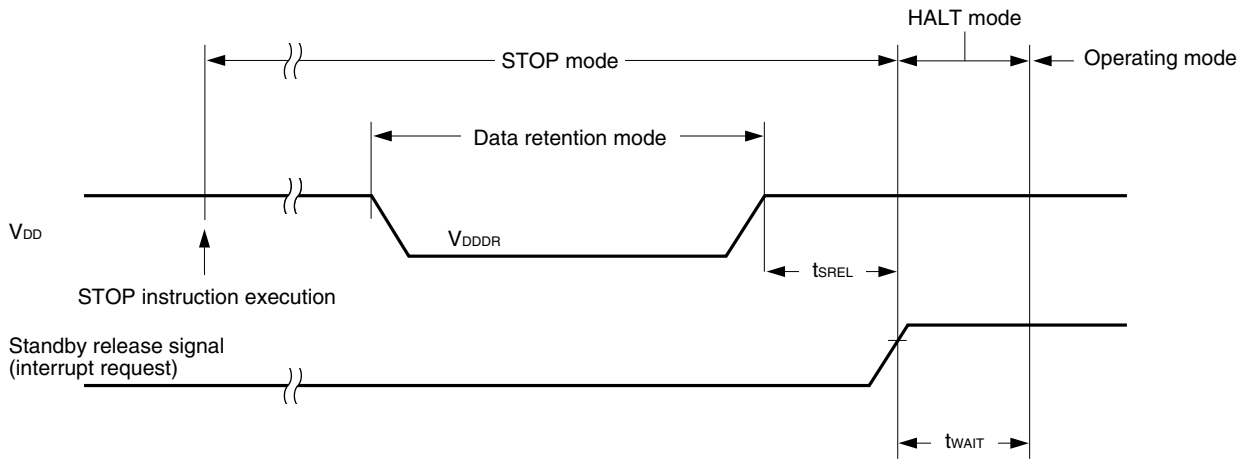 HALT mode
STOP mode
Operating mode
Data retention mode
VDD
VDDDR
tSREL
STOP instruction execution
Standby release signal
(interrupt request)
tWAIT